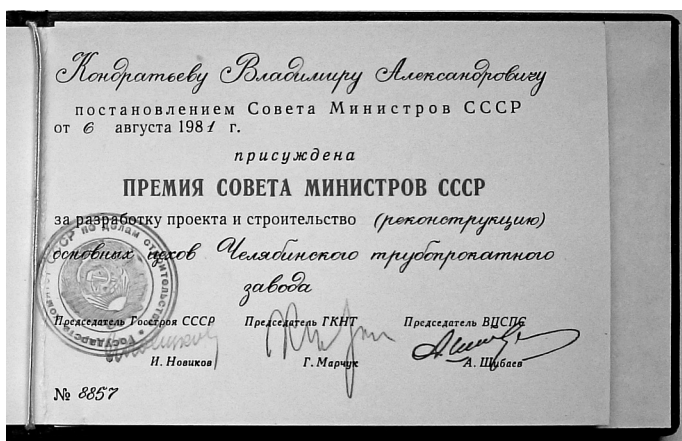 Кондратьеву Владимиру Александровичу
постановлением Совета Министров СССР
от 6 августа 1981 г.
присуждена
ПРЕМИЯ СОВЕТА МИНИСТРОВ СССР
за разработку проекта и строительство (реконструкцию)
основных цехов Челябинского трубопрокатного
завода
Председатель Госстроя СССР Председатель ГКНТ Председатель ВЦСПС
И. Новиков Г. Марчук А. Шибаев
№ 8857